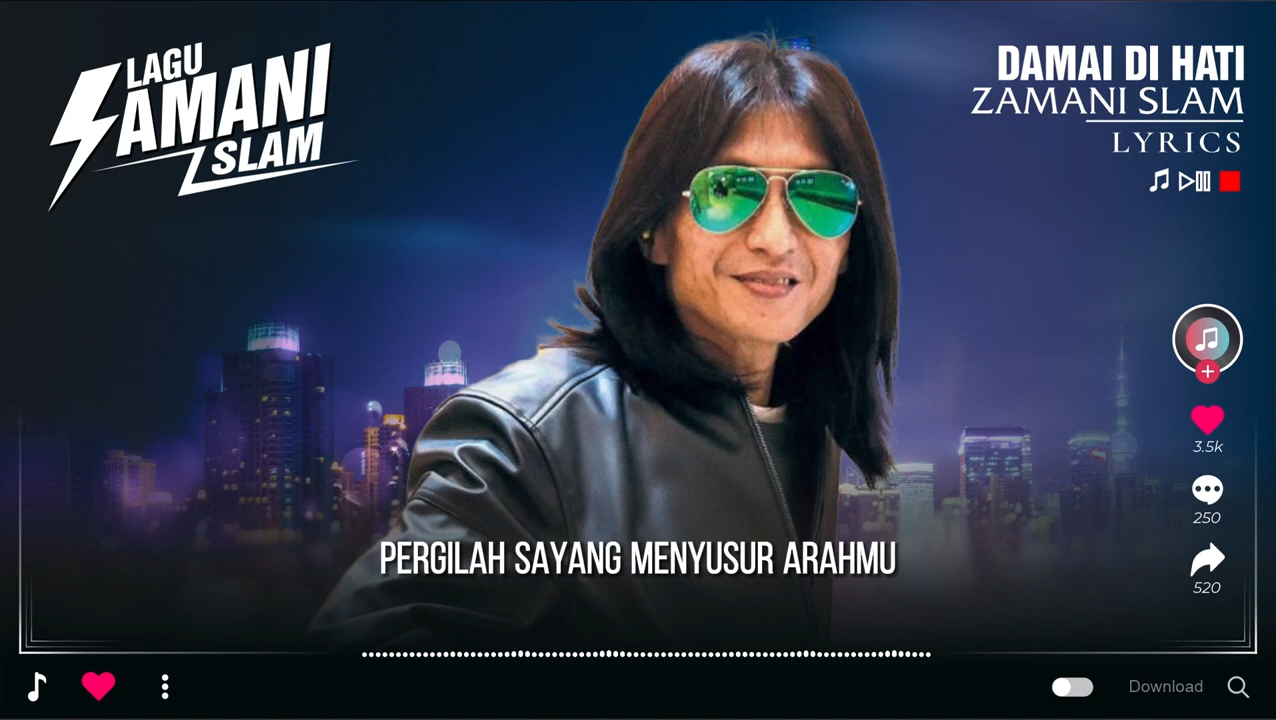 LAGU
ZAMANI
SLAM
DAMAI DI HATI
ZAMANI SLAM
LYRICS
3.5k
250
520
PERGILAH SAYANG MENYUSUR ARAHMU
Download